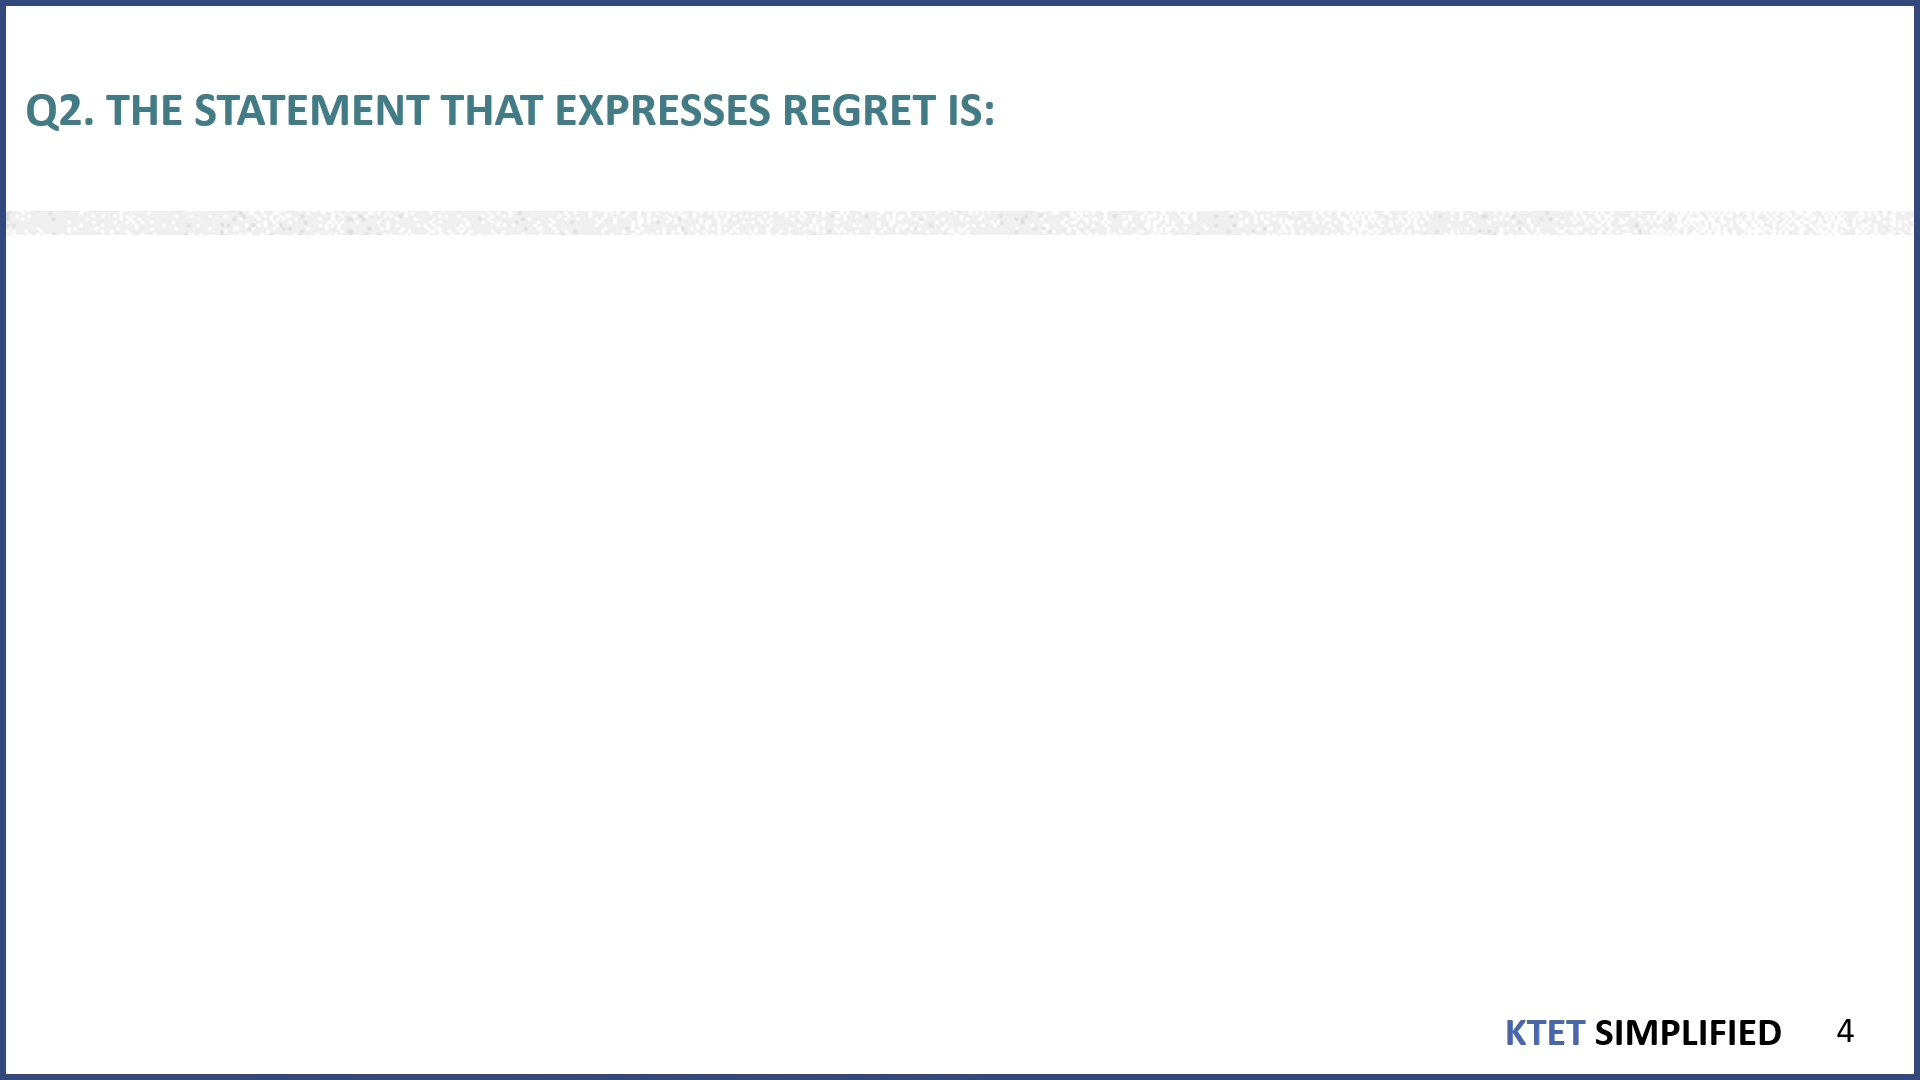 Q2. THE STATEMENT THAT EXPRESSES REGRET IS:
KTET SIMPLIFIED 4